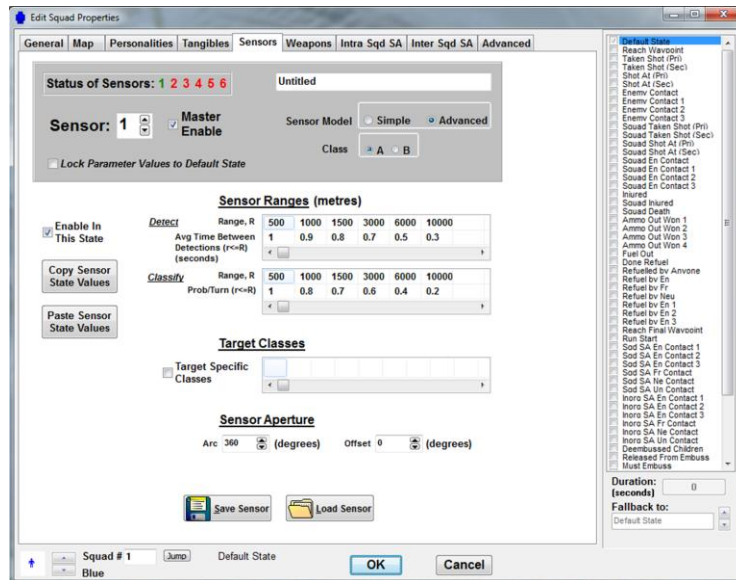 Edit Squad Properties
General Map Personalities Tangibles Sensors Weapons Intra Sqd SA Inter Sqd SA Advanced
Status of Sensors: 1 2 3 4 5 6
Untitled
Sensor: 1
Master Enable
Sensor Model Simple Advanced
Class A B
Lock Parameter Values to Default State
Sensor Ranges (metres)
Enable In This State
Detect Range, R 500 1000 1500 3000 6000 10000
Avg Time Between Detections (r<=R) (seconds) 1 0.9 0.8 0.7 0.5 0.3
Copy Sensor State Values
Classify Range, R 500 1000 1500 3000 6000 10000
Prob/Turn (r<=R) 1 0.8 0.7 0.6 0.4 0.2
Paste Sensor State Values
Target Classes
Target Specific Classes
Sensor Aperture
Arc 360 (degrees) Offset 0 (degrees)
Save Sensor Load Sensor
Squad # 1 Jump Default State
Blue
OK Cancel
Default State
Reach Waypoint
Taken Shot (Pri)
Taken Shot (Sec)
Shot At (Pri)
Shot At (Sec)
Enemy Contact
Enemy Contact 1
Enemy Contact 2
Enemy Contact 3
Squad Taken Shot (Pri)
Squad Taken Shot (Sec)
Squad Shot At (Pri)
Squad Shot At (Sec)
Squad En Contact
Squad En Contact 1
Squad En Contact 2
Squad En Contact 3
Injured
Squad Injured
Squad Death
Ammo Out Wpn 1
Ammo Out Wpn 2
Ammo Out Wpn 3
Ammo Out Wpn 4
Fuel Out
Done Refuel
Refuelled by Anyone
Refuel by En
Refuel by Fr
Refuel by Neu
Refuel by En 1
Refuel by En 2
Refuel by En 3
Reach Final Waypoint
Run Start
Sqd SA En Contact 1
Sqd SA En Contact 2
Sqd SA En Contact 3
Sqd SA Fr Contact
Sqd SA Ne Contact
Sqd SA Un Contact
Inorg SA En Contact 1
Inorg SA En Contact 2
Inorg SA En Contact 3
Inorg SA Fr Contact
Inorg SA Ne Contact
Inorg SA Un Contact
Deembussed Children
Released From Embuss
Must Embuss
Duration: (seconds) 0
Fallback to:
Default State